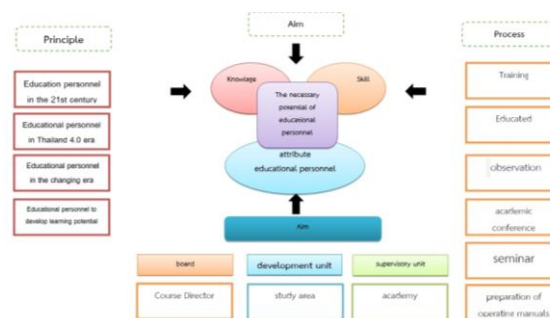 Aim
Principle
Process
Education personnel
in the 21st century
Educational personnel
in Thailand 4.0 era
Educational personnel
in the changing era
Educational personnel to
develop learning potential
Knowlage
Skill
The necessary
potential of
educational
personnel
attribute
educational personnel
Aim
board
development unit
supervisory unit
Course Director
study area
academy
Training
Educated
observation
academic
conference
seminar
preparation of
operating manuals